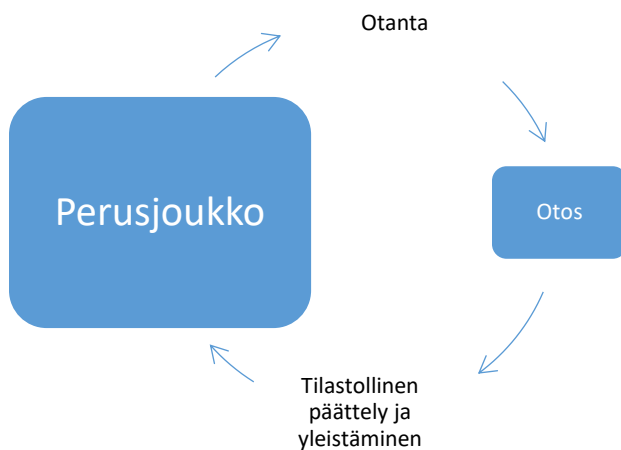 Otanta
Perusjoukko
Otos
Tilastollinen
päättely ja
yleistäminen